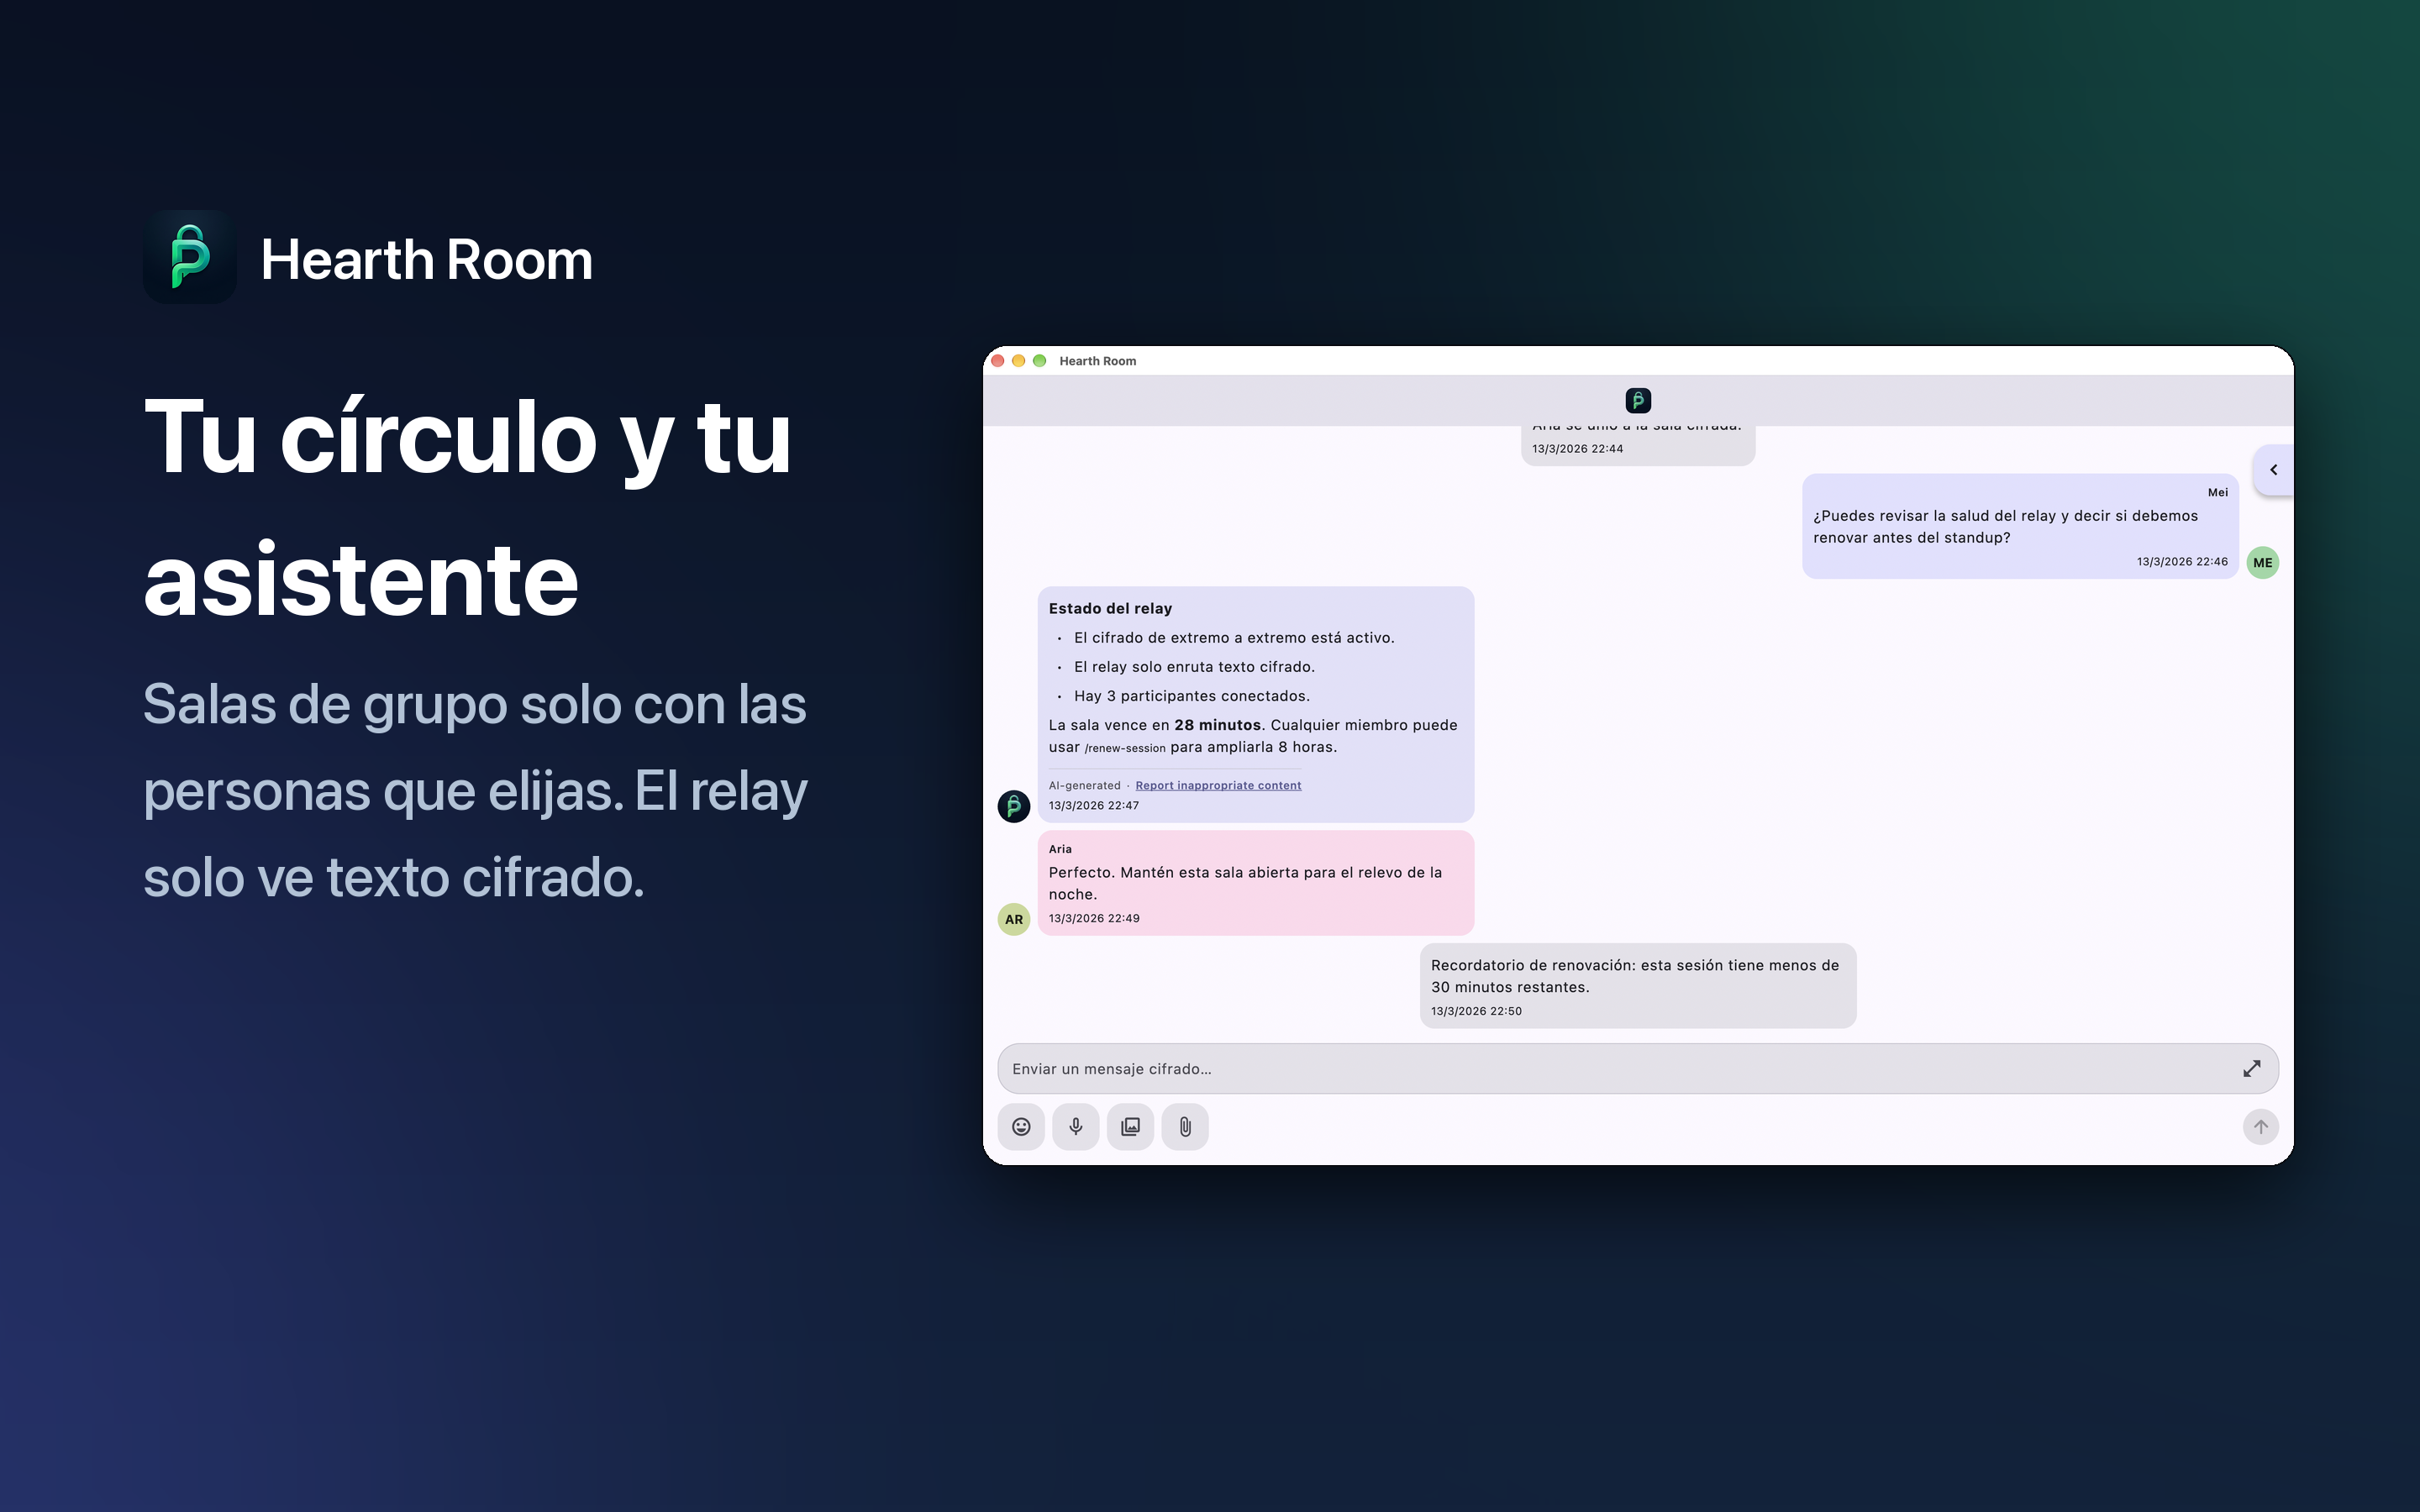 Hearth Room
Tu círculo y tu
asistente
Salas de grupo solo con las
personas que elijas. El relay
solo ve texto cifrado.
Hearth Room
Aria se unió a la sala cifrada.
13/3/2026 22:44
Mei
¿Puedes revisar la salud del relay y decir si debemos
renovar antes del standup?
13/3/2026 22:46
ME
Estado del relay
• El cifrado de extremo a extremo está activo.
• El relay solo enruta texto cifrado.
• Hay 3 participantes conectados.
La sala vence en 28 minutos. Cualquier miembro puede
usar /renew-session para ampliarla 8 horas.
AI-generated · Report inappropriate content
13/3/2026 22:47
Aria
Perfecto. Mantén esta sala abierta para el relevo de la
noche.
13/3/2026 22:49
AR
Recordatorio de renovación: esta sesión tiene menos de
30 minutos restantes.
13/3/2026 22:50
Enviar un mensaje cifrado...